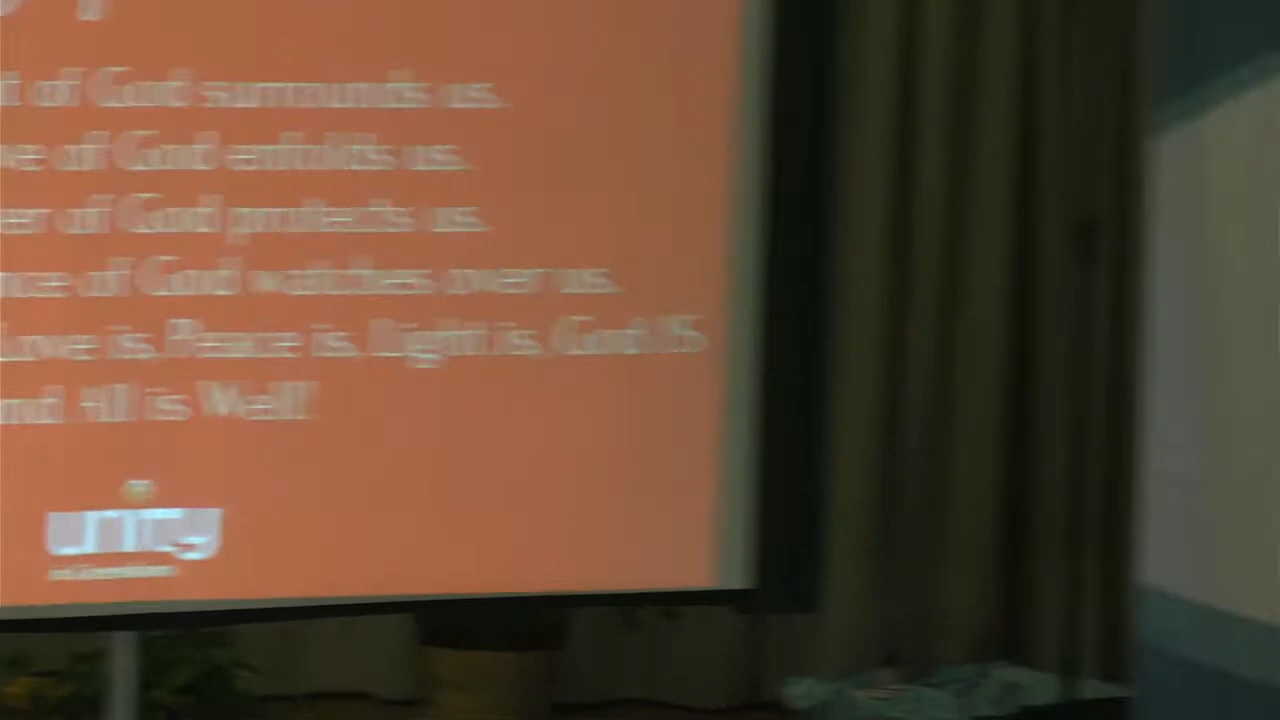 of God surrounds us.
of God enfolds us.
of God protects us.
of God watches over us.
Love is, Peace is, Light is, God IS
All is Well!
unity